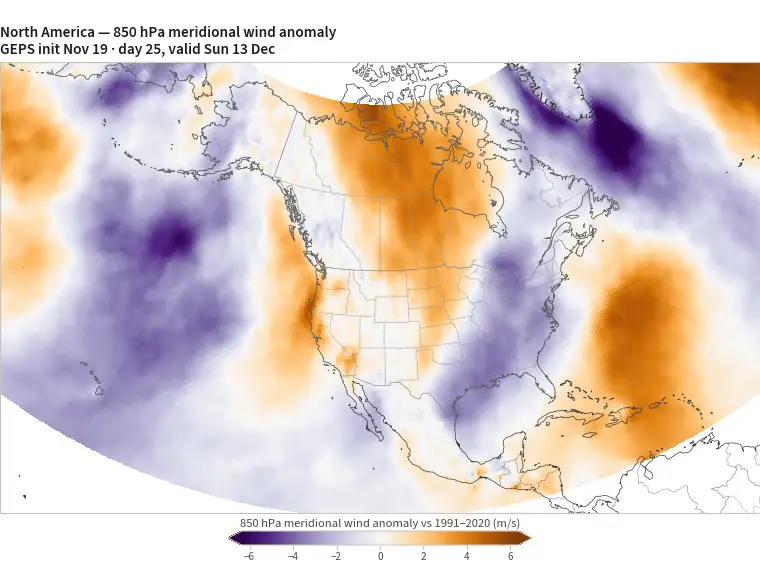 North America — 850 hPa meridional wind anomaly
GEPS init Nov 19 · day 25, valid Sun 13 Dec
850 hPa meridional wind anomaly vs 1991–2020 (m/s)
−6 −4 −2 0 2 4 6